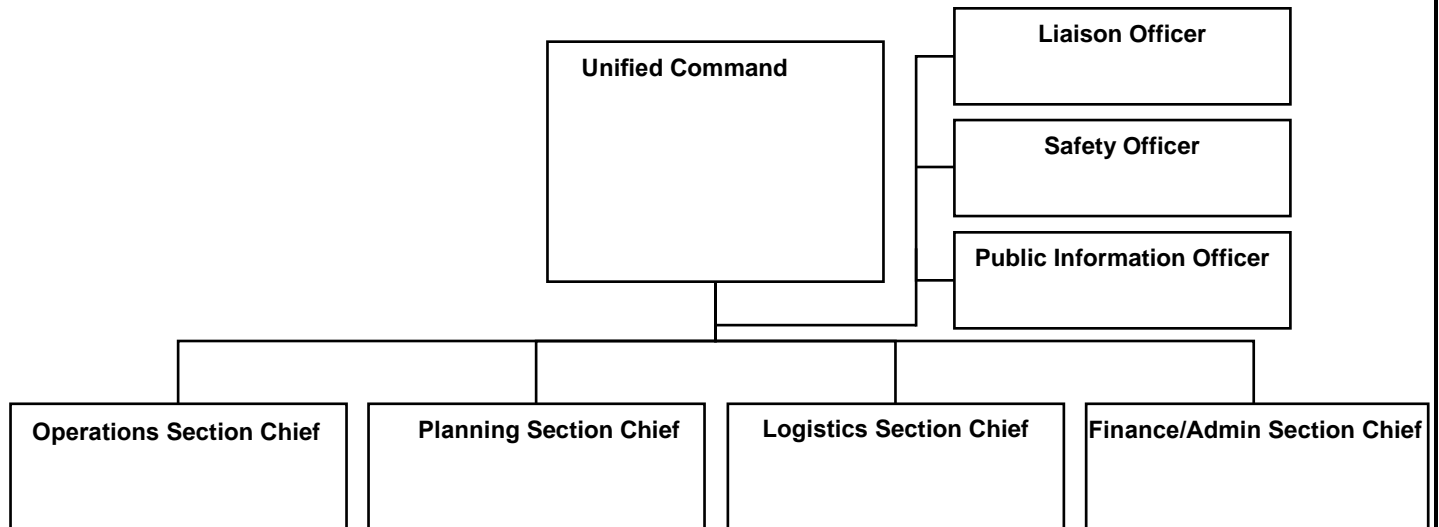 Unified Command
Liaison Officer
Safety Officer
Public Information Officer
Operations Section Chief
Planning Section Chief
Logistics Section Chief
Finance/Admin Section Chief